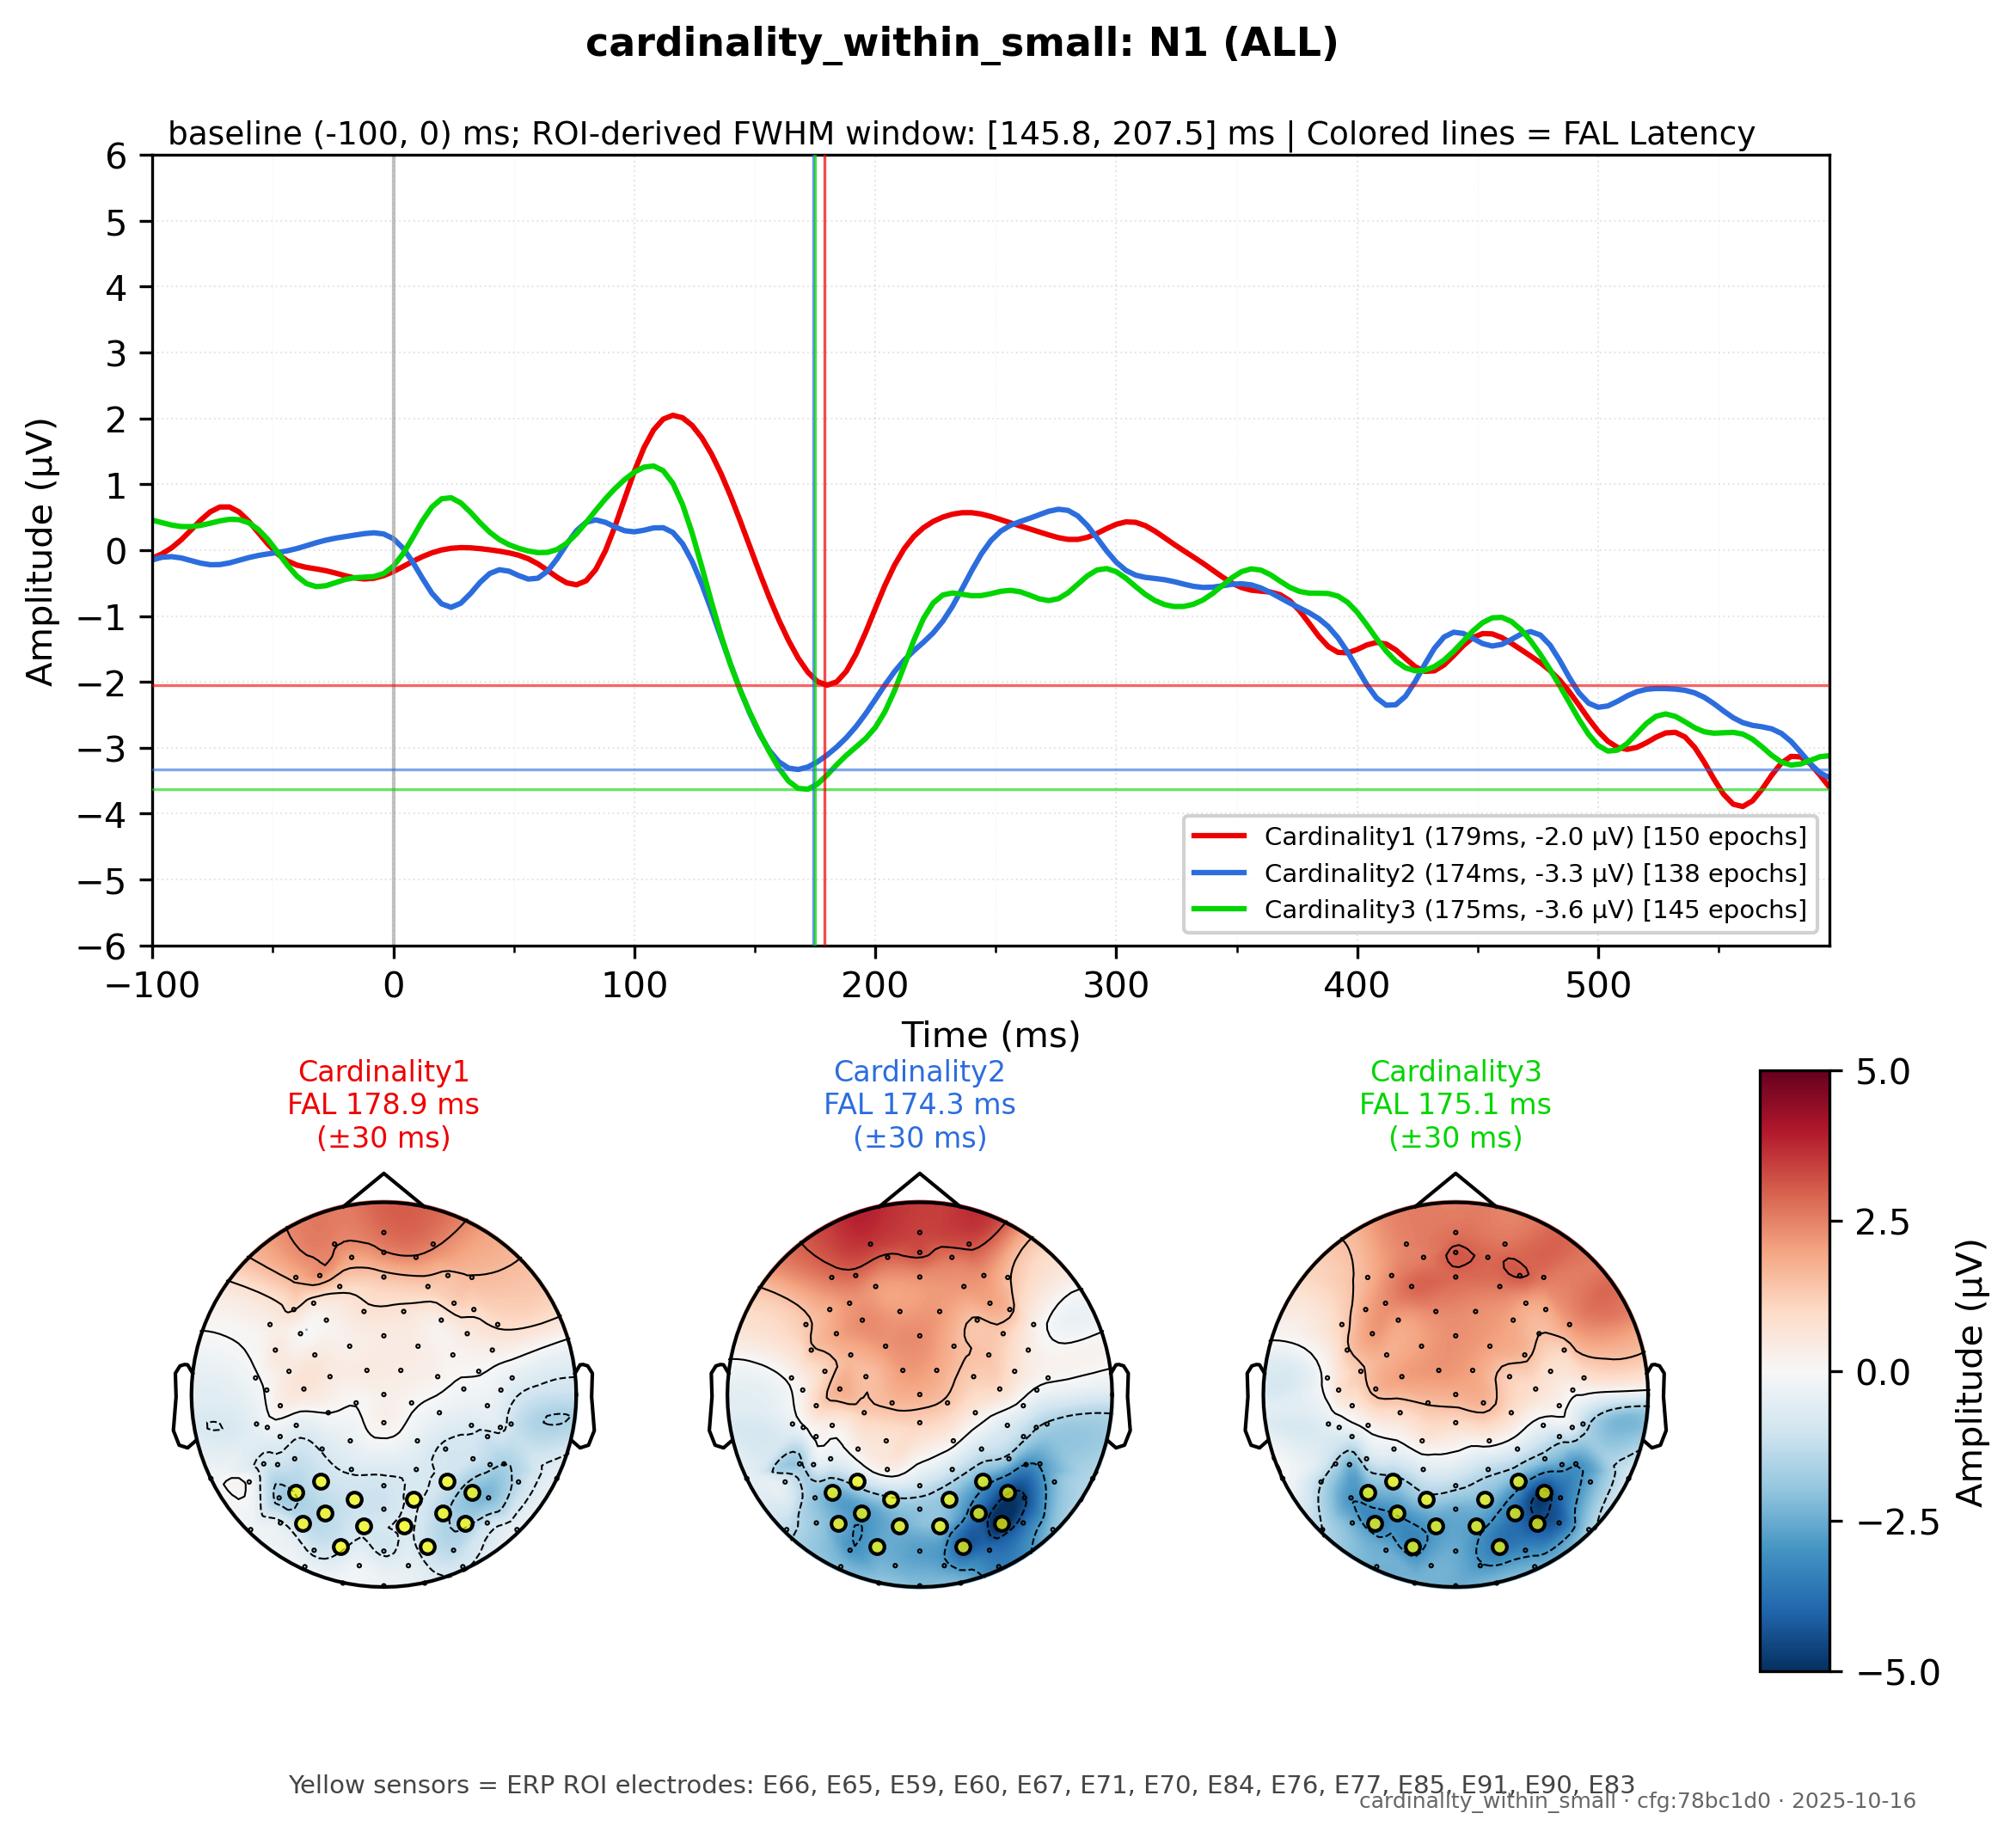 cardinality_within_small: N1 (ALL)
baseline (-100, 0) ms; ROI-derived FWHM window: [145.8, 207.5] ms | Colored lines = FAL Latency
6
5
4
3
2
1
0
−1
−2
−3
−4
−5
−6
Amplitude (µV)
Cardinality1 (179ms, -2.0 µV) [150 epochs]
Cardinality2 (174ms, -3.3 µV) [138 epochs]
Cardinality3 (175ms, -3.6 µV) [145 epochs]
−100 0 100 200 300 400 500
Time (ms)
Cardinality1
FAL 178.9 ms
(±30 ms)
Cardinality2
FAL 174.3 ms
(±30 ms)
Cardinality3
FAL 175.1 ms
(±30 ms)
5.0
2.5
0.0
−2.5
−5.0
Amplitude (µV)
Yellow sensors = ERP ROI electrodes: E66, E65, E59, E60, E67, E71, E70, E84, E76, E77, E85, E91, E90, E83
cardinality_within_small · cfg:78bc1d0 · 2025-10-16